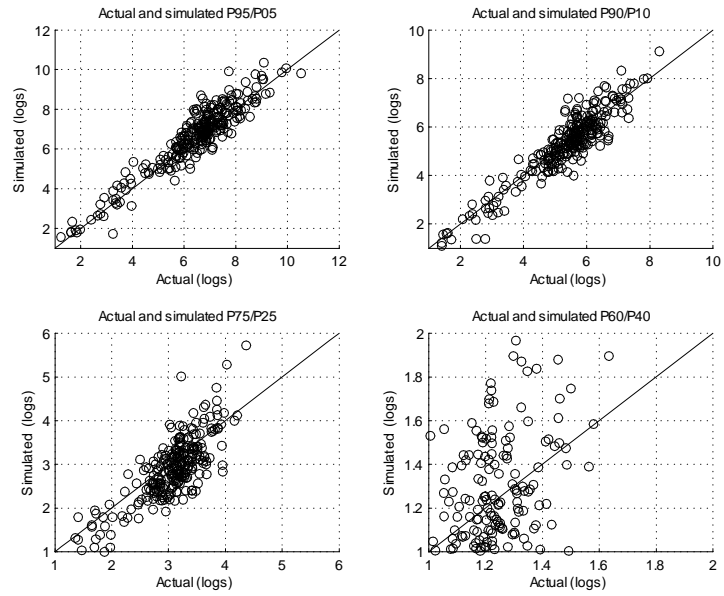 Actual and simulated P95/P05
12
10
8
6
4
2
Simulated (logs)
2 4 6 8 10 12
Actual (logs)
Actual and simulated P90/P10
10
8
6
4
2
Simulated (logs)
2 4 6 8 10
Actual (logs)
Actual and simulated P75/P25
6
5
4
3
2
1
Simulated (logs)
1 2 3 4 5 6
Actual (logs)
Actual and simulated P60/P40
2
1.8
1.6
1.4
1.2
1
Simulated (logs)
1 1.2 1.4 1.6 1.8 2
Actual (logs)